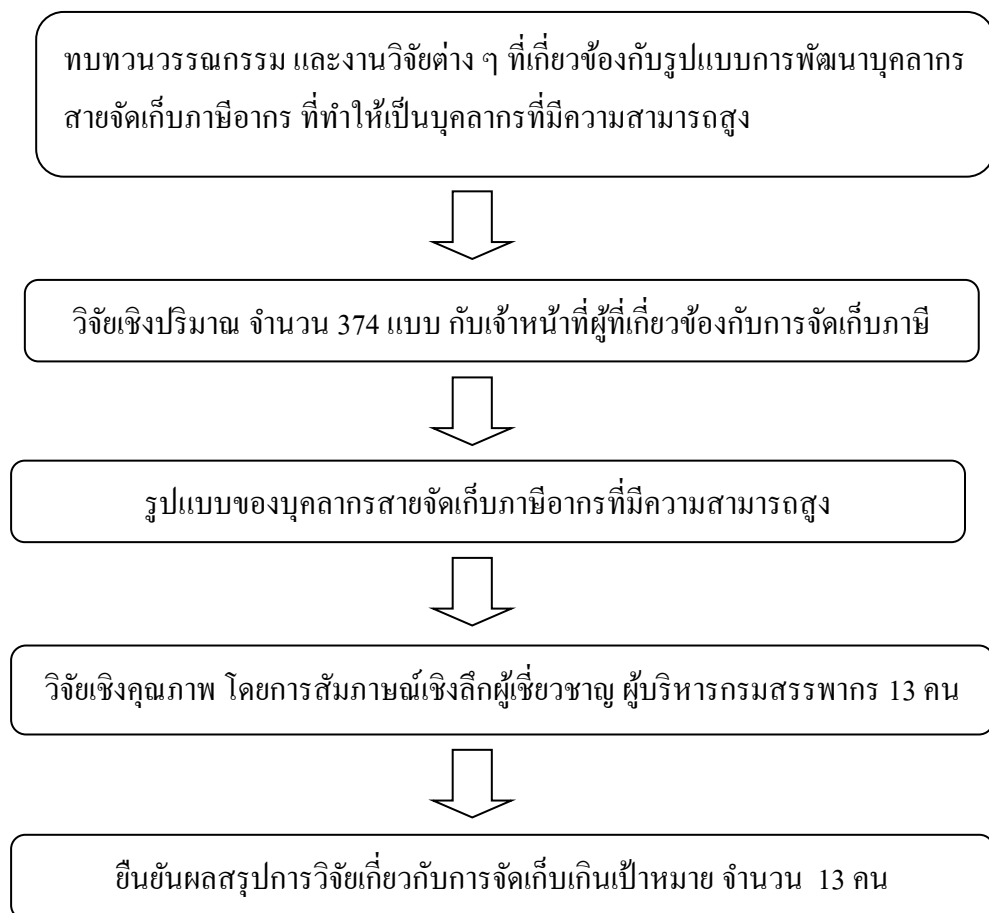 ทบทวนวรรณกรรม และงานวิจัยต่าง ๆ ที่เกี่ยวข้องกับรูปแบบการพัฒนาบุคลากร
สายจัดเก็บภาษีอากร ที่ทำให้เป็นบุคลากรที่มีความสามารถสูง
วิจัยเชิงปริมาณ จำนวน 374 แบบ กับเจ้าหน้าที่ผู้ที่เกี่ยวข้องกับการจัดเก็บภาษี
รูปแบบของบุคลากรสายจัดเก็บภาษีอากรที่มีความสามารถสูง
วิจัยเชิงคุณภาพ โดยการสัมภาษณ์เชิงลึกผู้เชี่ยวชาญ ผู้บริหารกรมสรรพากร 13 คน
ยืนยันผลสรุปการวิจัยเกี่ยวกับการจัดเก็บเกินเป้าหมาย จำนวน 13 คน